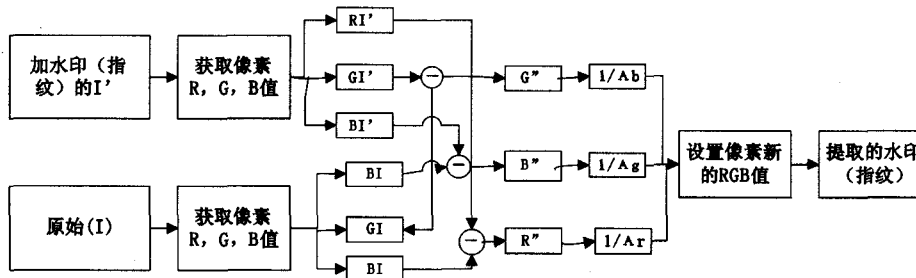 RI'
加水印（指
纹）的I'
获取像素
R，G，B值
GI'
−
G"
1/Ab
BI'
BI
−
B"
1/Ag
设置像素新
的RGB值
提取的水印
（指纹）
原始(I)
获取像素
R，G，B值
GI
−
R"
1/Ar
BI